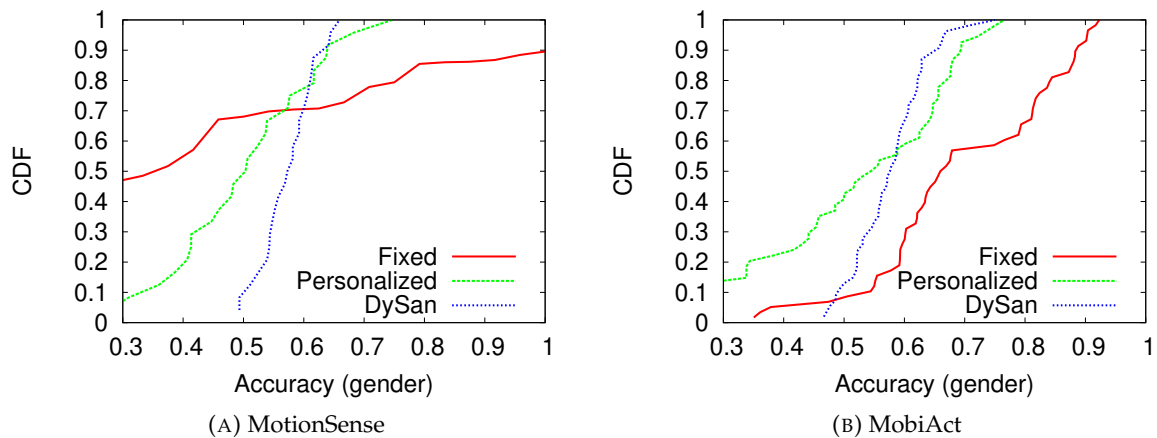 1
0.9
0.8
0.7
0.6
0.5
0.4
0.3
0.2
0.1
0
CDF
0.3 0.4 0.5 0.6 0.7 0.8 0.9 1
Accuracy (gender)
Fixed
Personalized
DySan
(A) MotionSense
1
0.9
0.8
0.7
0.6
0.5
0.4
0.3
0.2
0.1
0
CDF
0.3 0.4 0.5 0.6 0.7 0.8 0.9 1
Accuracy (gender)
Fixed
Personalized
DySan
(B) MobiAct